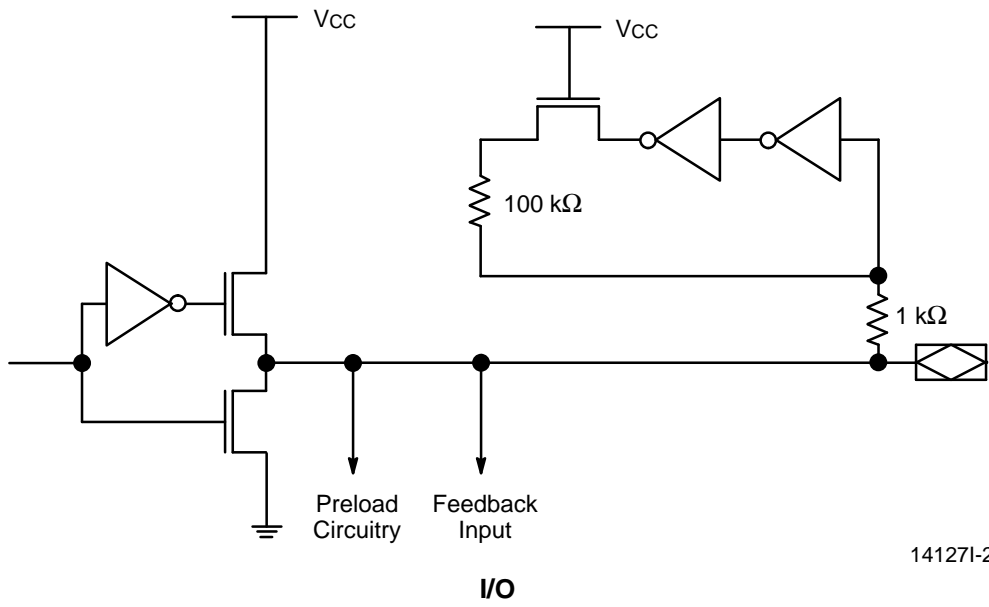 VCC
VCC
100 kΩ
1 kΩ
Preload
Circuitry
Feedback
Input
14127I-2
I/O